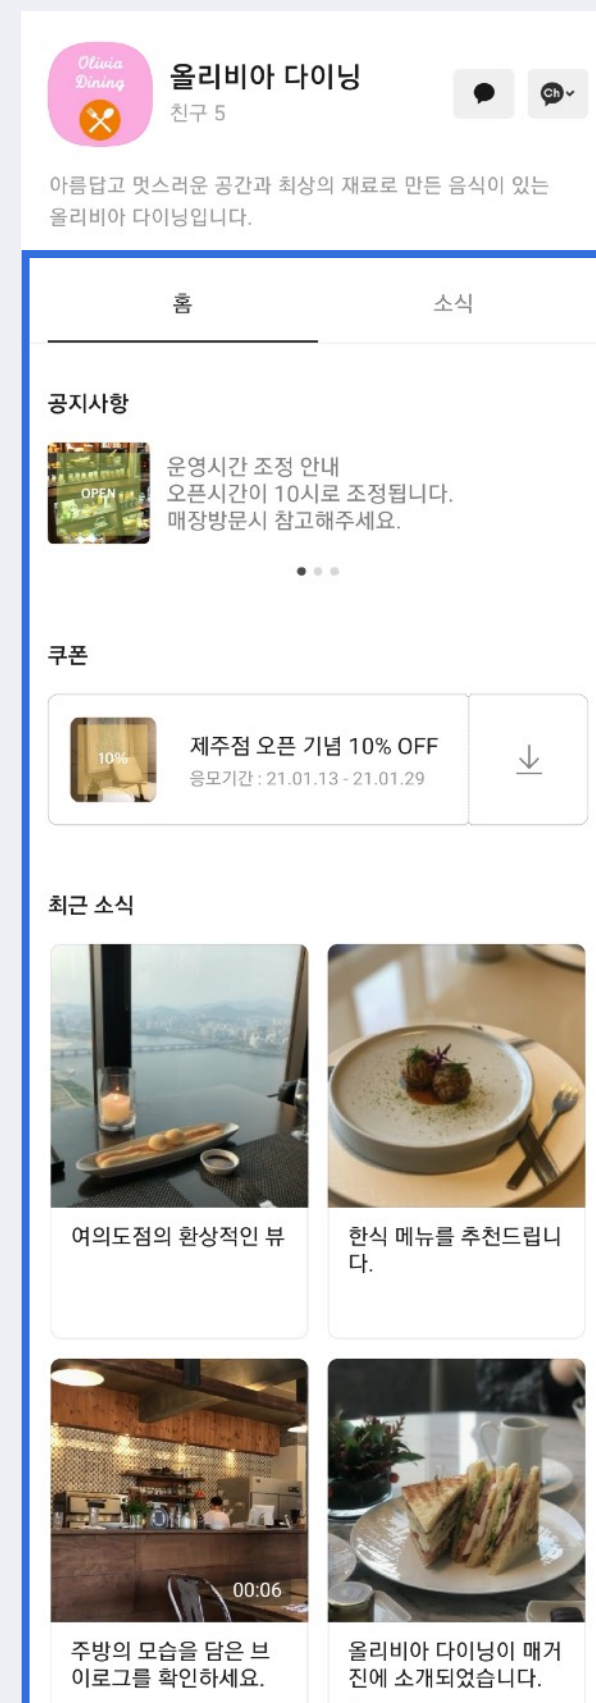 Olivia
Dining
올리비아 다이닝
친구 5
Ch
아름답고 멋스러운 공간과 최상의 재료로 만든 음식이 있는
올리비아 다이닝입니다.
홈
소식
공지사항
OPEN
운영시간 조정 안내
오픈시간이 10시로 조정됩니다.
매장방문시 참고해주세요.
쿠폰
10%
제주점 오픈 기념 10% OFF
응모기간 : 21.01.13 - 21.01.29
최근 소식
여의도점의 환상적인 뷰
한식 메뉴를 추천드립니
다.
00:06
주방의 모습을 담은 브
이로그를 확인하세요.
올리비아 다이닝이 매거
진에 소개되었습니다.